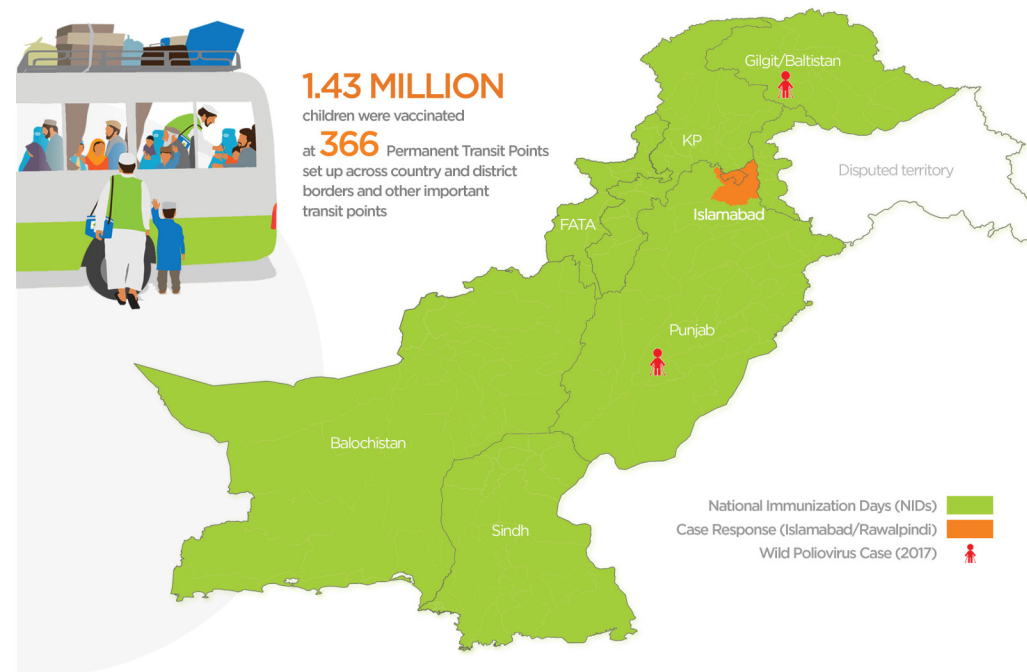 1.43 MILLION
children were vaccinated
at 366 Permanent Transit Points
set up across country and district
borders and other important
transit points
Gilgit/Baltistan
KP
Disputed territory
Islamabad
FATA
Punjab
Balochistan
Sindh
National Immunization Days (NIDs)
Case Response (Islamabad/Rawalpindi)
Wild Poliovirus Case (2017)